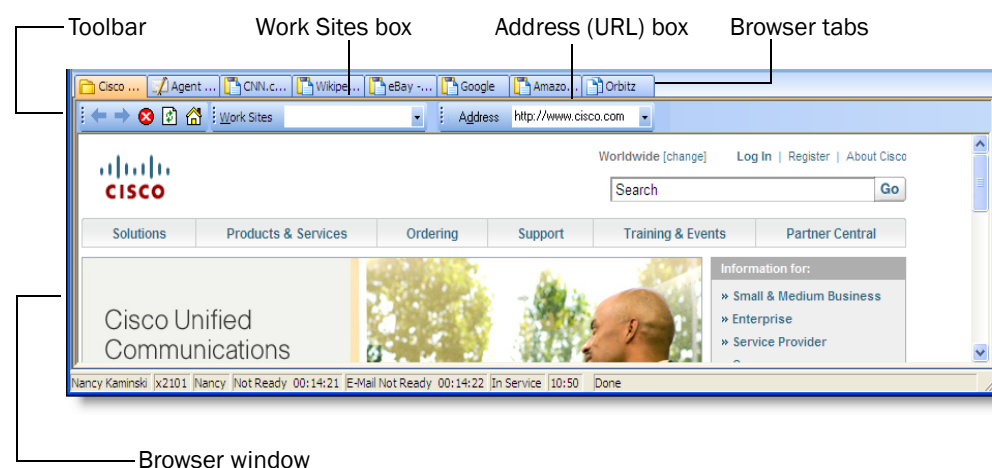 Toolbar Work Sites box Address (URL) box Browser tabs
Cisco ... Agent ... CNN.c... Wikipe... eBay -... Google Amazo... Orbitz
Work Sites Address http://www.cisco.com
Worldwide [change] Log In | Register | About Cisco
CISCO
Search Go
Solutions Products & Services Ordering Support Training & Events Partner Central
Information for:
» Small & Medium Business
» Enterprise
» Service Provider
Cisco Unified
Communications
Nancy Kaminski x2101 Nancy Not Ready 00:14:21 E-Mail Not Ready 00:14:22 In Service 10:50 Done
Browser window